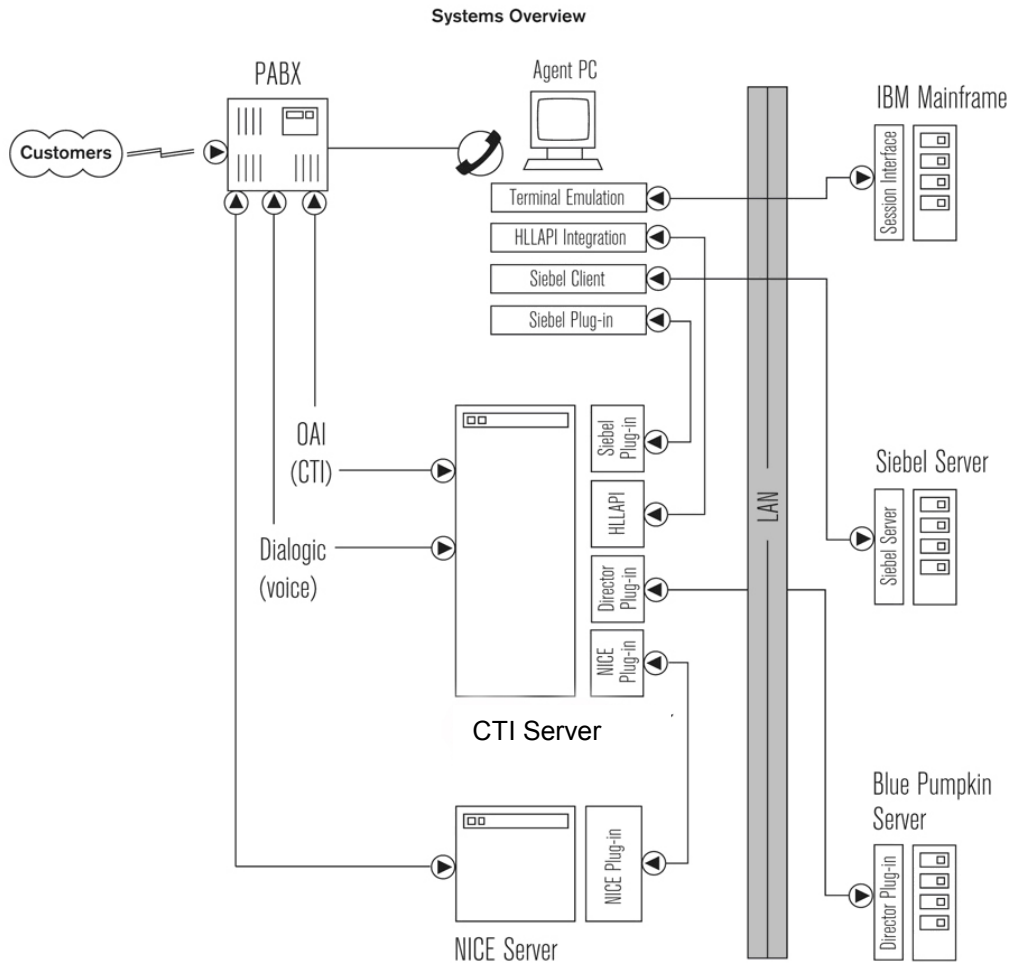 Systems Overview
PABX
Agent PC
IBM Mainframe
Customers
Session Interface
Terminal Emulation
HLLAPI Integration
Siebel Client
Siebel Plug-in
OAI
(CTI)
Dialogic
(voice)
Siebel
Plug-in
HLLAPI
Director
Plug-in
NICE
Plug-in
CTI Server
LAN
Siebel Server
Siebel Server
Blue Pumpkin
Server
Director Plug-in
NICE Plug-in
NICE Server